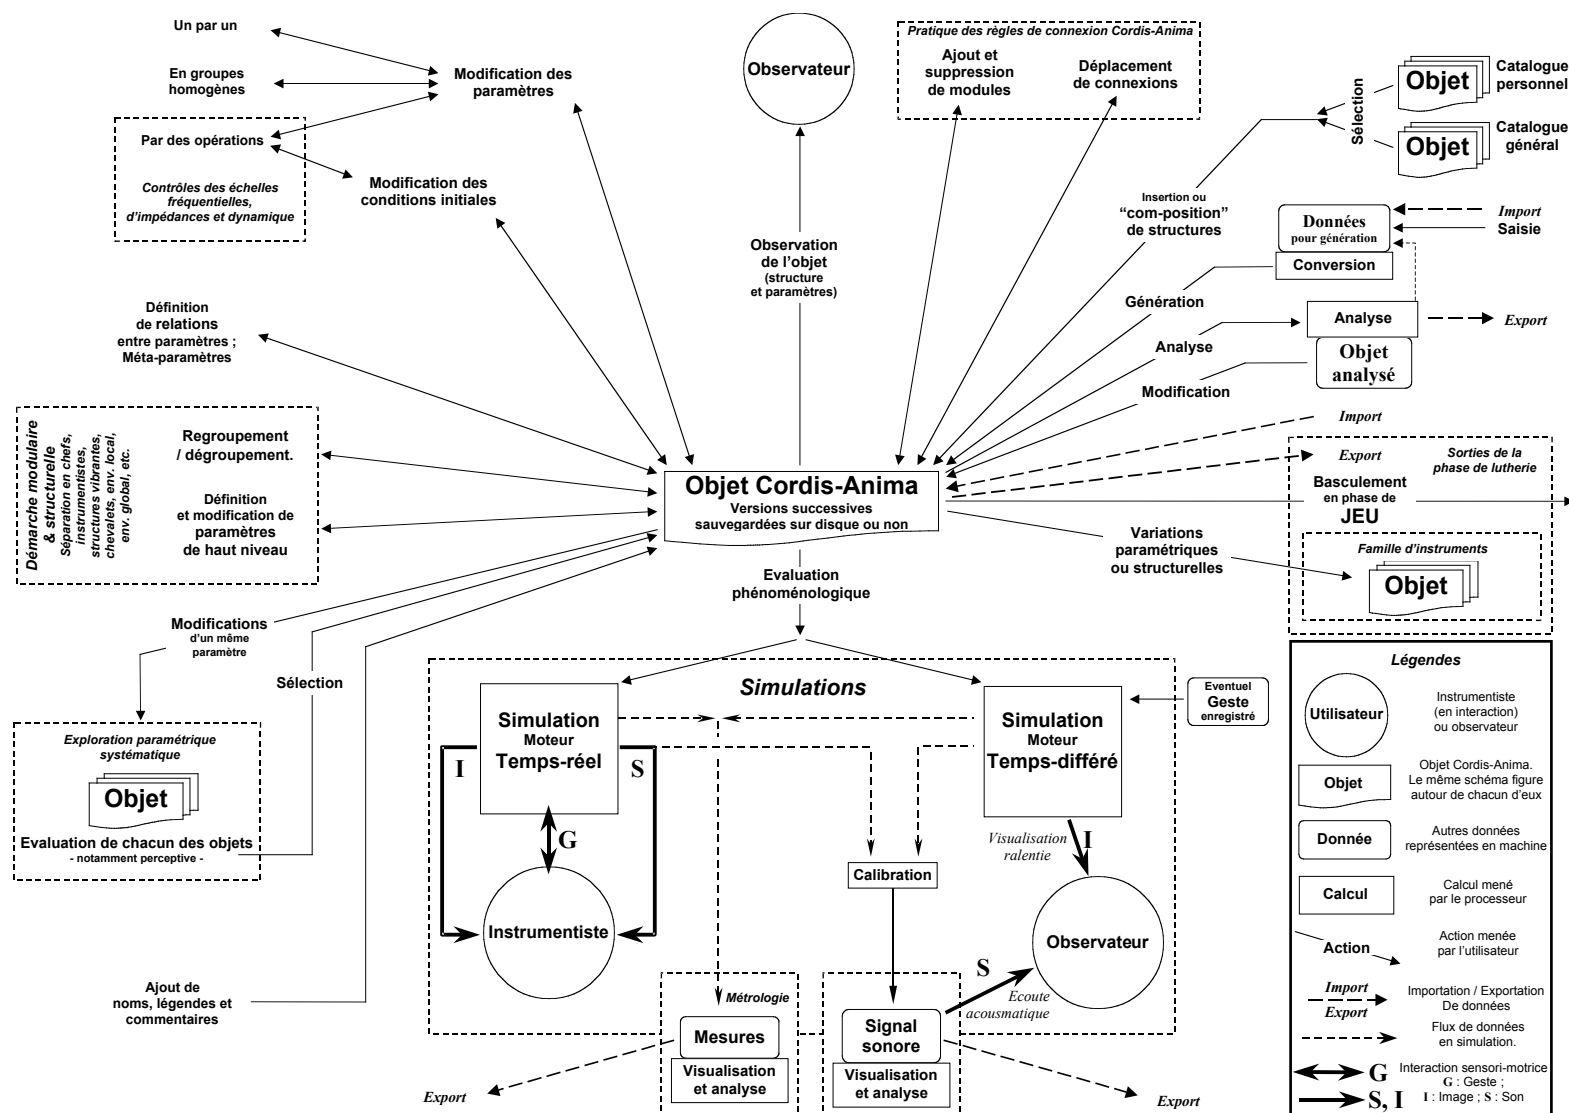 Un par un
En groupes
homogènes
Modification des
paramètres
Par des opérations
Contrôles des échelles
fréquentielles,
d'impédances et dynamique
Modification des
conditions initiales
Observateur
Observation
de l'objet
(structure
et paramètres)
Pratique des règles de connexion Cordis-Anima
Ajout et
suppression
de modules
Déplacement
de connexions
Sélection
Objet
Catalogue
personnel
Objet
Catalogue
général
Insertion ou
“com-position”
de structures
Données
pour génération
Conversion
Import
Saisie
Génération
Analyse
Export
Analyse
Objet
analysé
Modification
Définition
de relations
entre paramètres ;
Méta-paramètres
Démarche modulaire
& structurelle
Séparation en chefs,
instrumentistes,
structures vibrantes,
chevalets, env. local,
env. global, etc.
Regroupement
/ dégroupement.
Définition
et modification de
paramètres
de haut niveau
Objet Cordis-Anima
Versions successives
sauvegardées sur disque ou non
Import
Export
Sorties de la
phase de lutherie
Basculement
en phase de
JEU
Variations
paramétriques
ou structurelles
Famille d'instruments
Objet
Evaluation
phénoménologique
Modifications
d'un même
paramètre
Sélection
Exploration paramétrique
systématique
Objet
Evaluation de chacun des objets
- notamment perceptive -
Ajout de
noms, légendes et
commentaires
Simulations
Simulation
Moteur
Temps-réel
Simulation
Moteur
Temps-différé
Eventuel
Geste
enregistré
I
S
G
Instrumentiste
Visualisation
ralentie
I
Calibration
Observateur
S
Ecoute
acousmatique
Métrologie
Mesures
Visualisation
et analyse
Signal
sonore
Visualisation
et analyse
Export
Export
Légendes
Utilisateur
Instrumentiste
(en interaction)
ou observateur
Objet
Objet Cordis-Anima.
Le même schéma figure
autour de chacun d'eux
Donnée
Autres données
représentées en machine
Calcul
Calcul mené
par le processeur
Action
Action menée
par l'utilisateur
Import
Export
Importation / Exportation
De données
Flux de données
en simulation.
G
S, I
Interaction sensori-motrice
G : Geste ;
I : Image ; S : Son